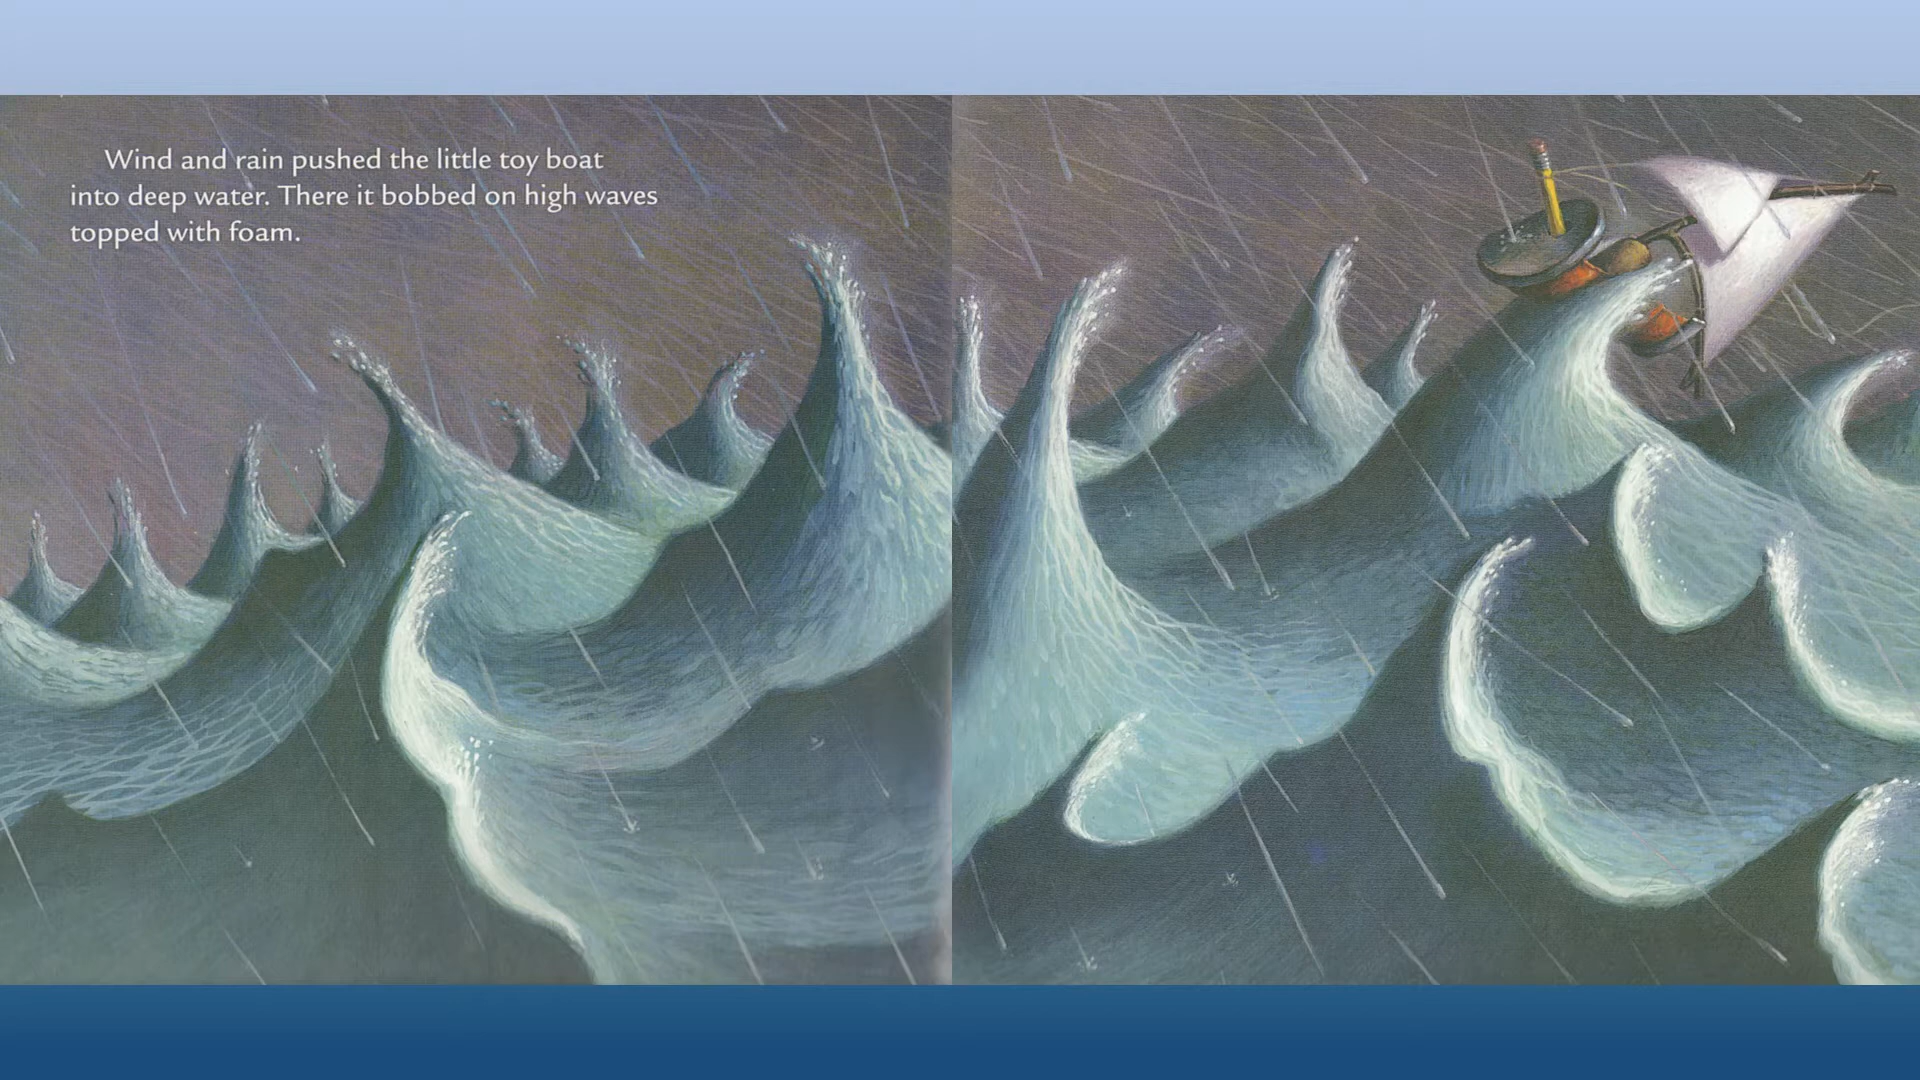 Wind and rain pushed the little toy boat
into deep water. There it bobbed on high waves
topped with foam.